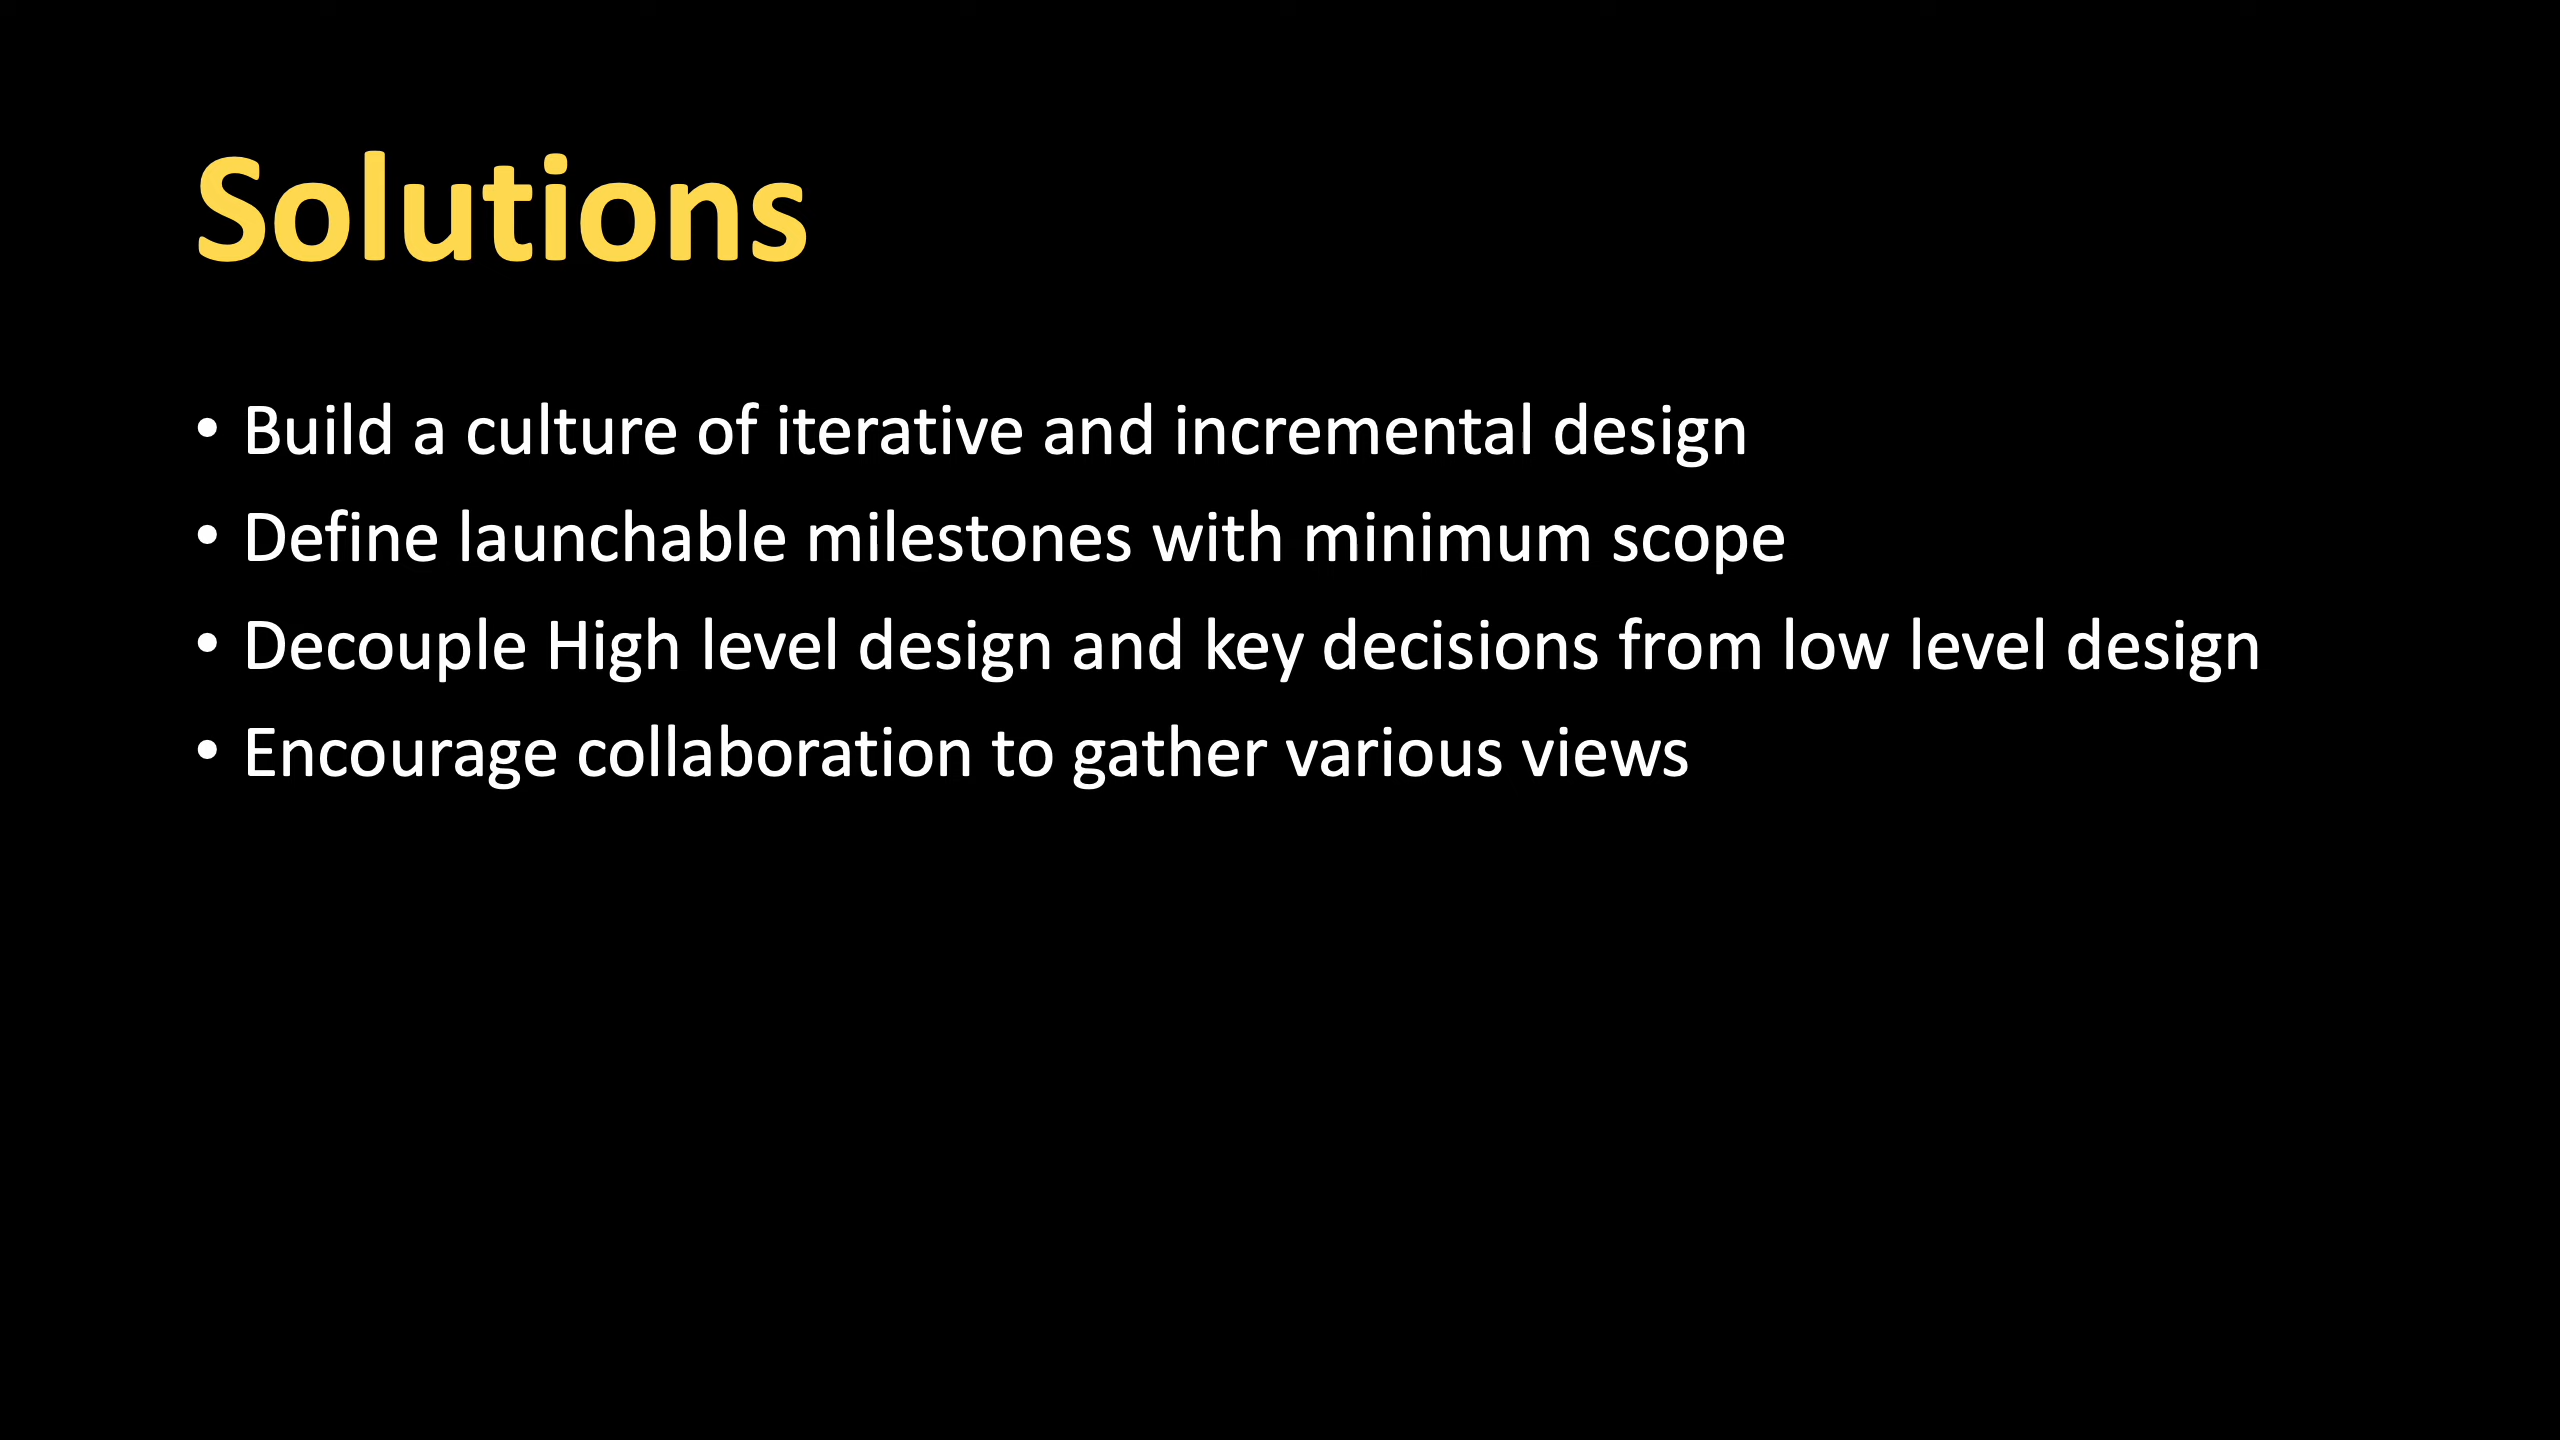 Solutions
• Build a culture of iterative and incremental design
• Define launchable milestones with minimum scope
• Decouple High level design and key decisions from low level design
• Encourage collaboration to gather various views